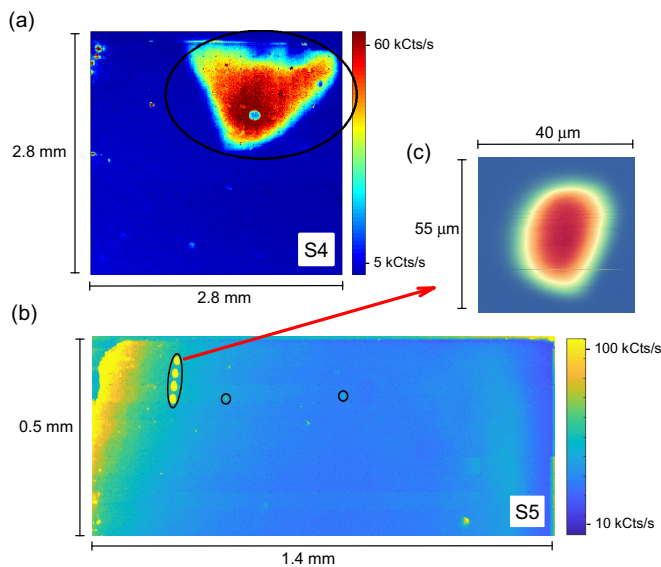 (a)
60 kCts/s
2.8 mm
S4
5 kCts/s
2.8 mm
(c)
40 μm
55 μm
(b)
100 kCts/s
0.5 mm
S5
10 kCts/s
1.4 mm